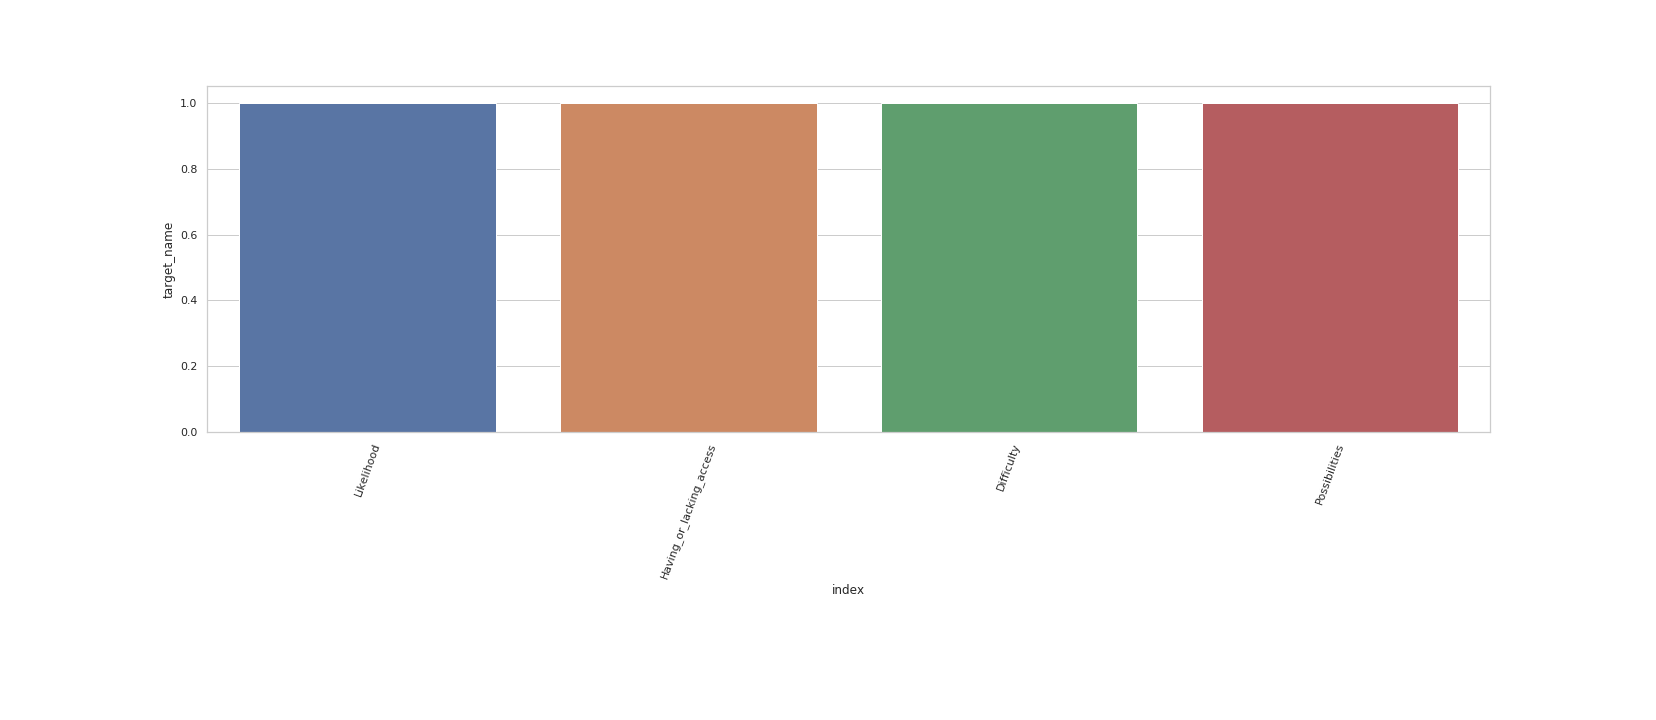 1.0
0.8
0.6
0.4
0.2
0.0
target_name
Likelihood
Having_or_lacking_access
Difficulty
Possibilities
index